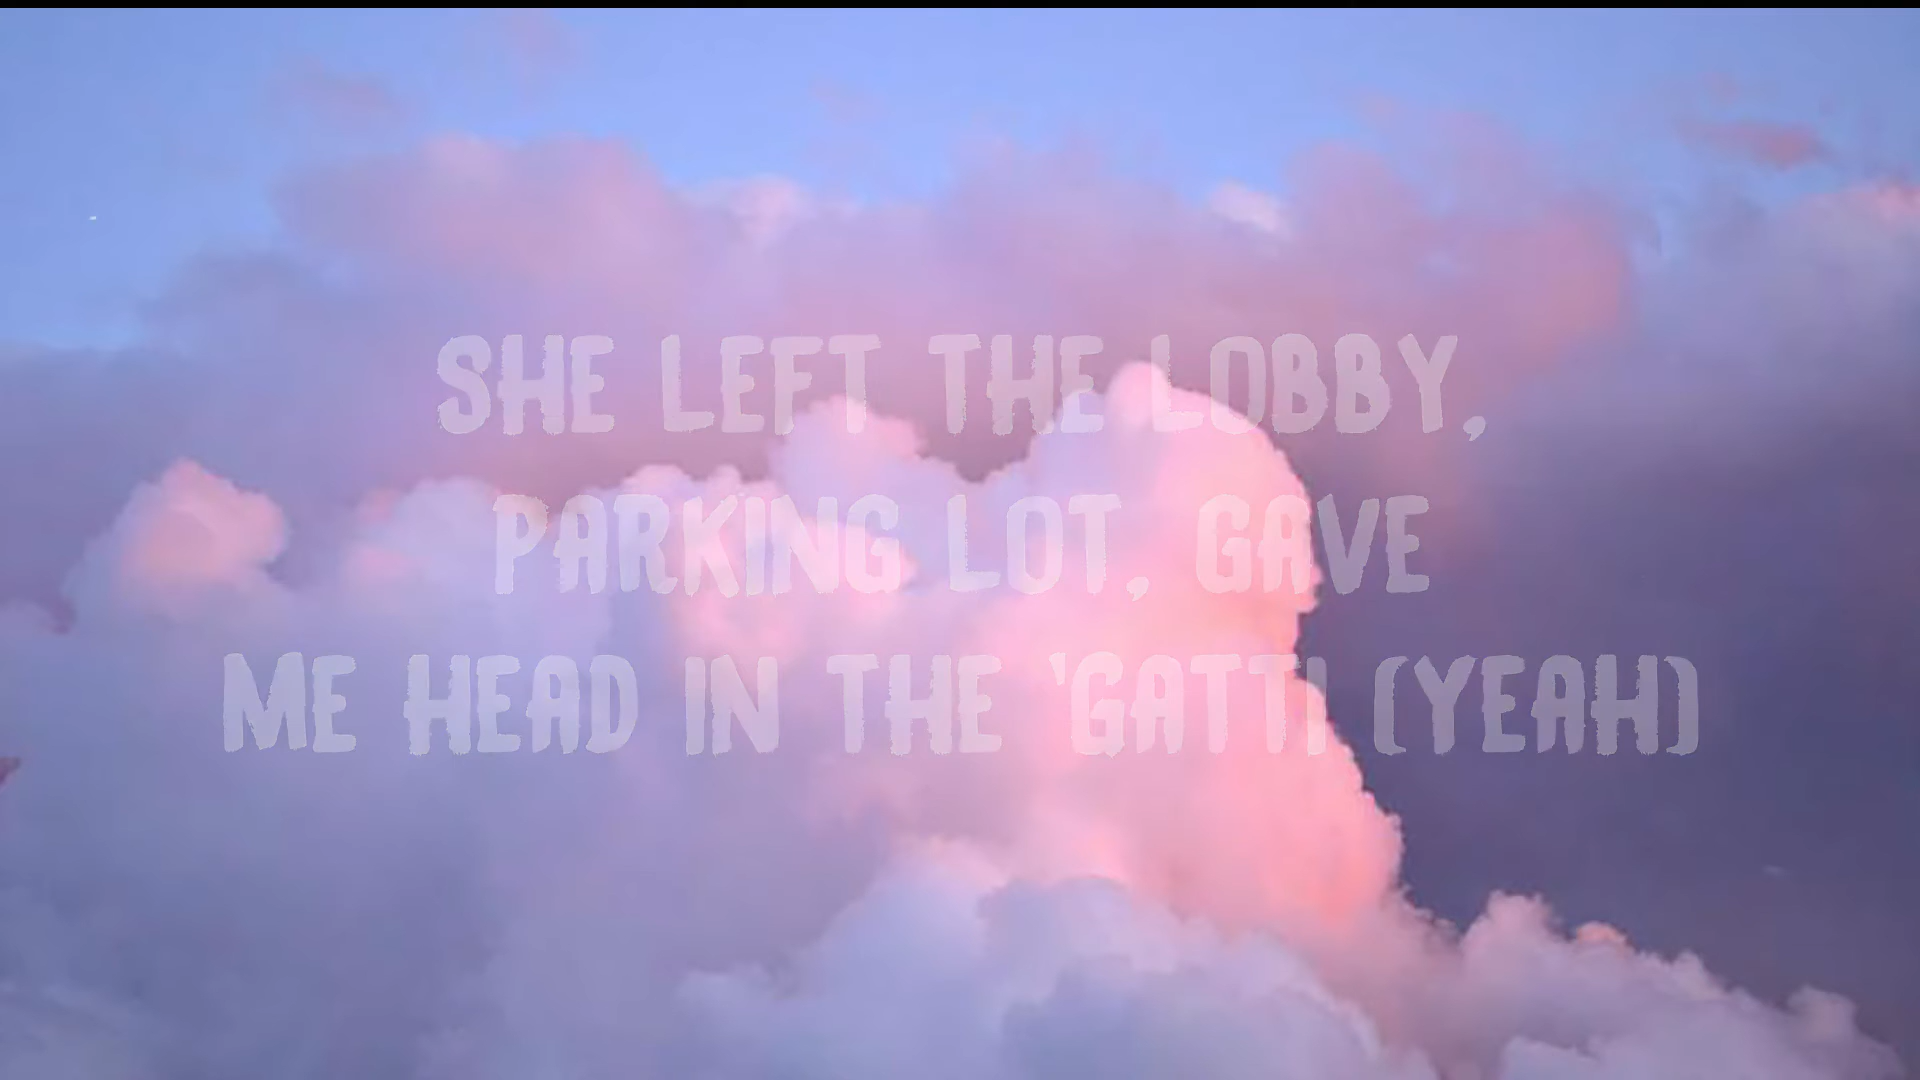 SHE LEFT THE LOBBY,
PARKING LOT, GAVE
ME HEAD IN THE 'GATTI (YEAH)